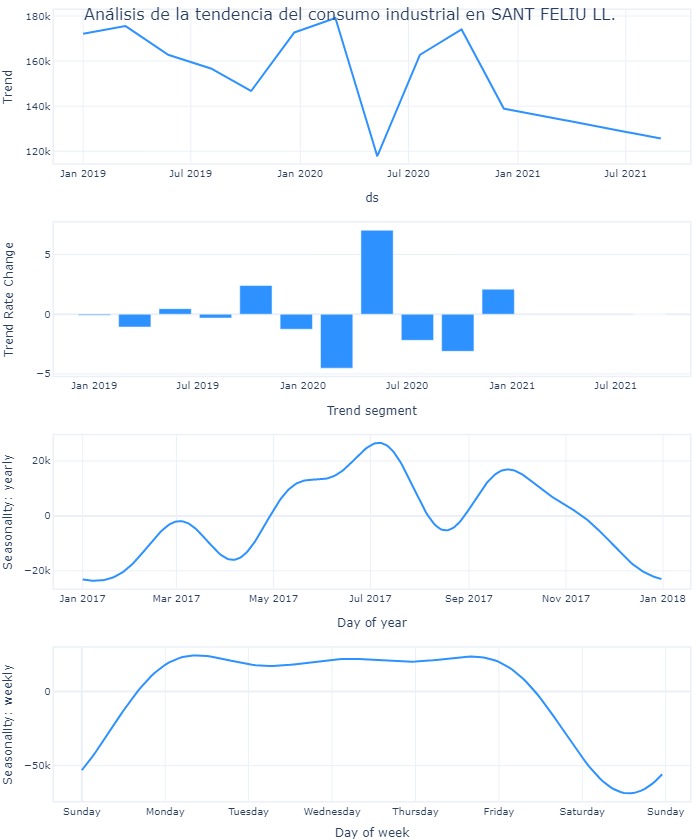 Análisis de la tendencia del consumo industrial en SANT FELIU LL.
180k
160k
140k
120k
Trend
Jan 2019 Jul 2019 Jan 2020 Jul 2020 Jan 2021 Jul 2021
ds
5
0
−5
Trend Rate Change
Jan 2019 Jul 2019 Jan 2020 Jul 2020 Jan 2021 Jul 2021
Trend segment
20k
0
−20k
Seasonality: yearly
Jan 2017 Mar 2017 May 2017 Jul 2017 Sep 2017 Nov 2017 Jan 2018
Day of year
0
−50k
Seasonality: weekly
Sunday Monday Tuesday Wednesday Thursday Friday Saturday Sunday
Day of week